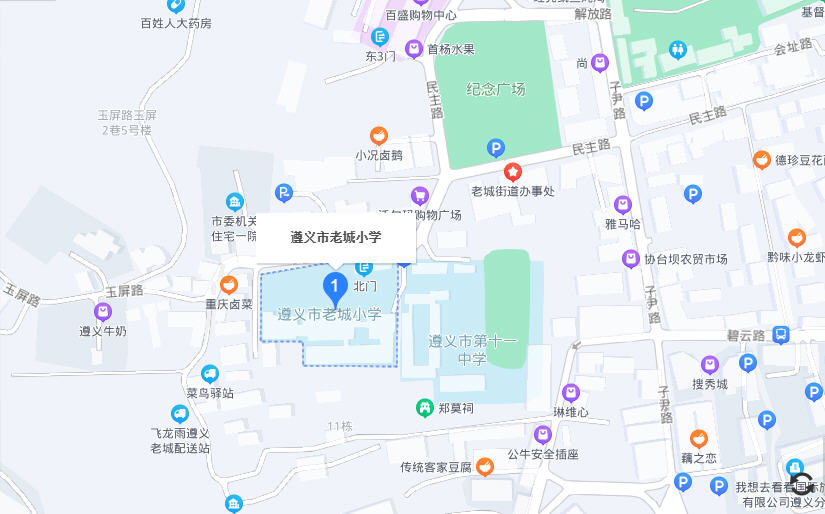 百盛购物中心
解放路
基督
百姓人大药房
东3门
首杨水果
会址路
尚
纪念广场
民主路
子尹路
玉屏路玉屏
2巷5号楼
民主路
小况卤鹅
民主路
德珍豆花面
老城街道办事处
购物广场
市委机关
住宅一院
雅马哈
遵义市老城小学
协台坝农贸市场
黔味小龙虾
北门
玉屏路
玉屏路
重庆卤菜
1
遵义市老城小学
子尹路
遵义牛奶
遵义市第十一
中学
碧云路
搜秀城
菜鸟驿站
郑莫祠
琳维心
子尹路
飞龙雨遵义
老城配送站
11栋
公牛安全插座
藕之恋
传统客家豆腐
我想去看看国际旅
有限公司遵义分